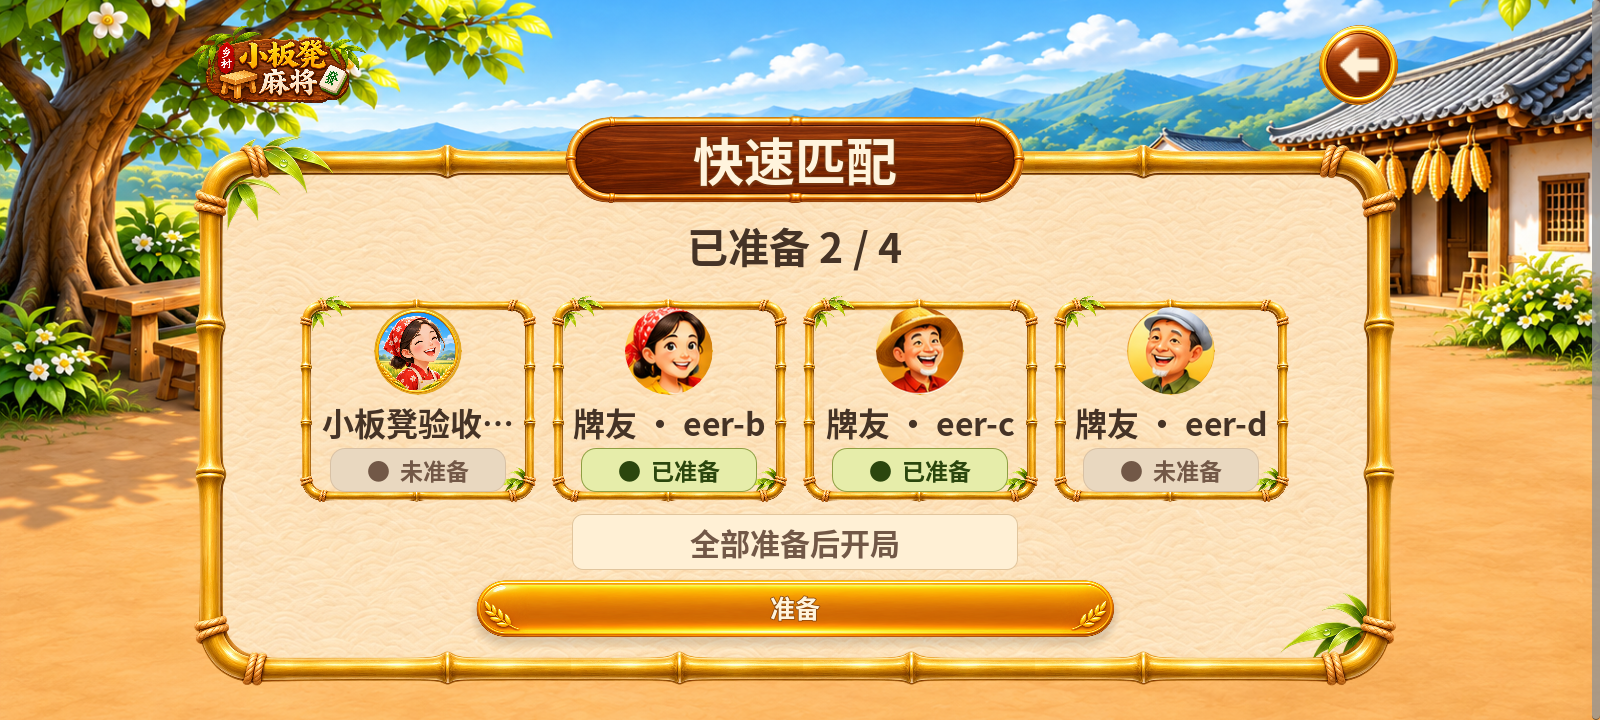 乡村
小板凳
麻将
發
快速匹配
已准备 2 / 4
小板凳验收…
牌友 · eer-b
牌友 · eer-c
牌友 · eer-d
● 未准备
● 已准备
● 已准备
● 未准备
全部准备后开局
准备